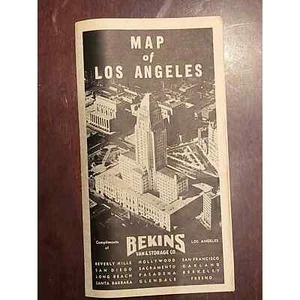 MAP
of
LOS ANGELES
Compliments of
BEKINS
VAN & STORAGE CO.
LOS ANGELES
BEVERLY HILLS HOLLYWOOD SAN FRANCISCO
SAN DIEGO SACRAMENTO OAKLAND
LONG BEACH PASADENA BERKELEY
SANTA BARBARA GLENDALE FRESNO